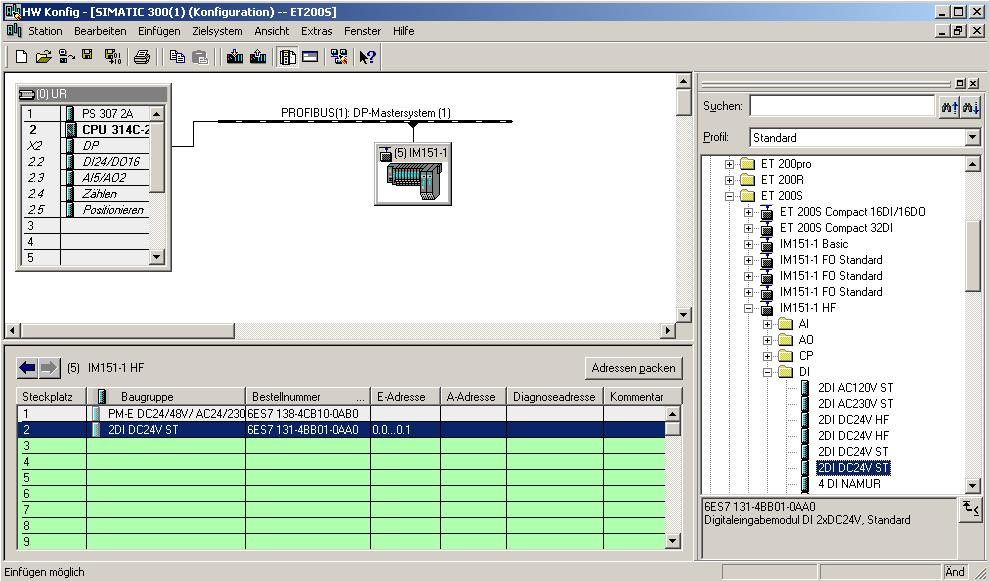 HW Konfig - [SIMATIC 300(1) (Konfiguration) -- ET200S]
Station Bearbeiten Einfügen Zielsystem Ansicht Extras Fenster Hilfe
(0) UR
1 PS 307 2A
2 CPU 314C-2
X2 DP
2.2 DI24/DO16
2.3 AI5/AO2
2.4 Zählen
2.5 Positionieren
3
4
5
PROFIBUS(1): DP-Mastersystem (1)
(5) IM151-1
Suchen:
Profil: Standard
ET 200pro
ET 200R
ET 200S
ET 200S Compact 16DI/16DO
ET 200S Compact 32DI
IM151-1 Basic
IM151-1 FO Standard
IM151-1 FO Standard
IM151-1 FO Standard
IM151-1 HF
AI
AO
CP
DI
2DI AC120V ST
2DI AC230V ST
2DI DC24V HF
2DI DC24V HF
2DI DC24V ST
2DI DC24V ST
4 DI NAMUR
6ES7 131-4BB01-0AA0
Digitaleingabemodul DI 2xDC24V, Standard
(5) IM151-1 HF
Adressen packen
Steckplatz Baugruppe Bestellnummer ... E-Adresse A-Adresse Diagnoseadresse Kommentar
1 PM-E DC24/48V/ AC24/230 6ES7 138-4CB10-0AB0
2 2DI DC24V ST 6ES7 131-4BB01-0AA0 0.0...0.1
3
4
5
6
7
8
9
Einfügen möglich
Änd